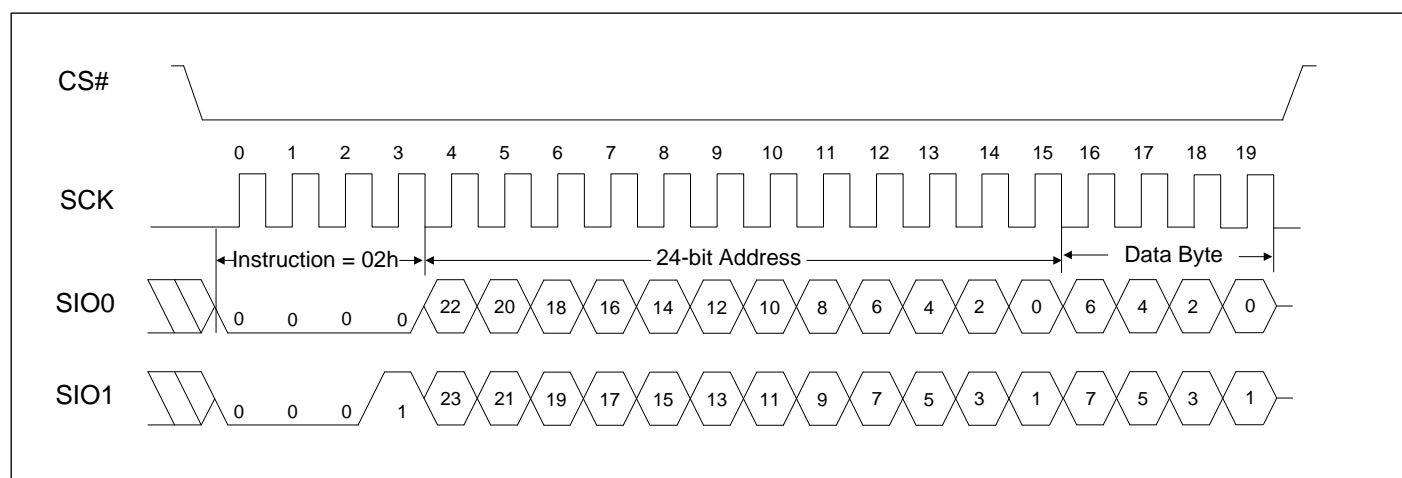 CS#
0 1 2 3 4 5 6 7 8 9 10 11 12 13 14 15 16 17 18 19
SCK
Instruction = 02h 24-bit Address Data Byte
SIO0 0 0 0 0 22 20 18 16 14 12 10 8 6 4 2 0 6 4 2 0
SIO1 0 0 0 1 23 21 19 17 15 13 11 9 7 5 3 1 7 5 3 1